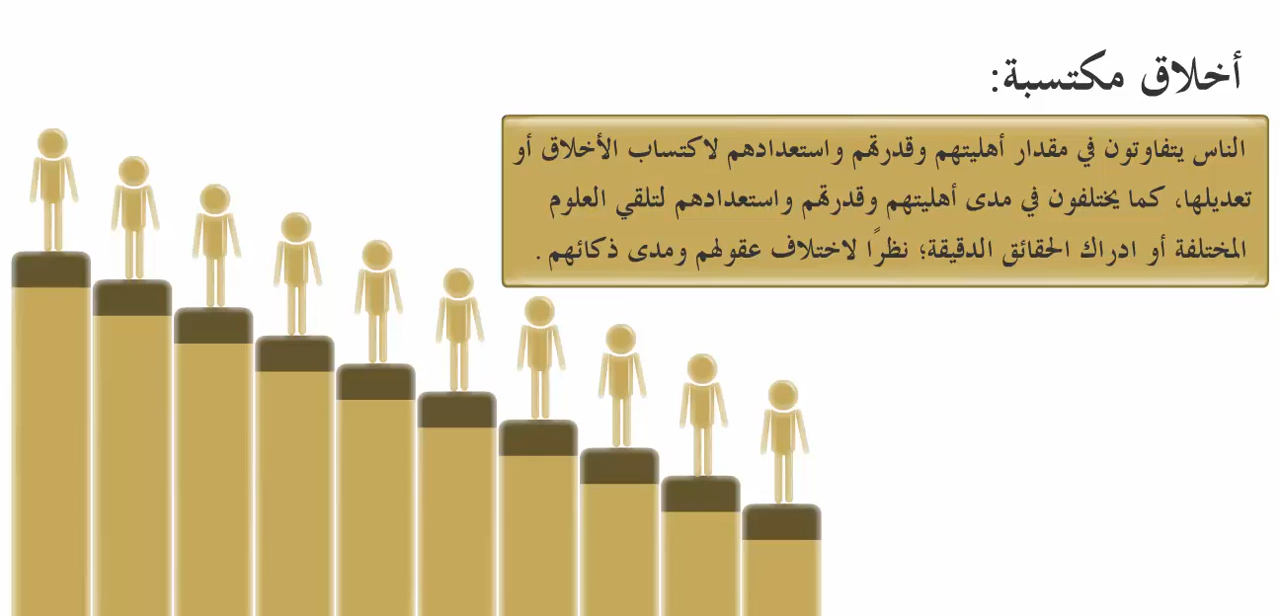 أخلاق مكتسبة:
الناس يتفاوتون في مقدار أهليتهم وقدرتهم واستعدادهم لاكتساب الأخلاق أو
تعديلها، كما يختلفون في مدى أهليتهم وقدرتهم واستعدادهم لتلقي العلوم
المختلفة أو ادراك الحقائق الدقيقة؛ نظرًا لاختلاف عقولهم ومدى ذكائهم .